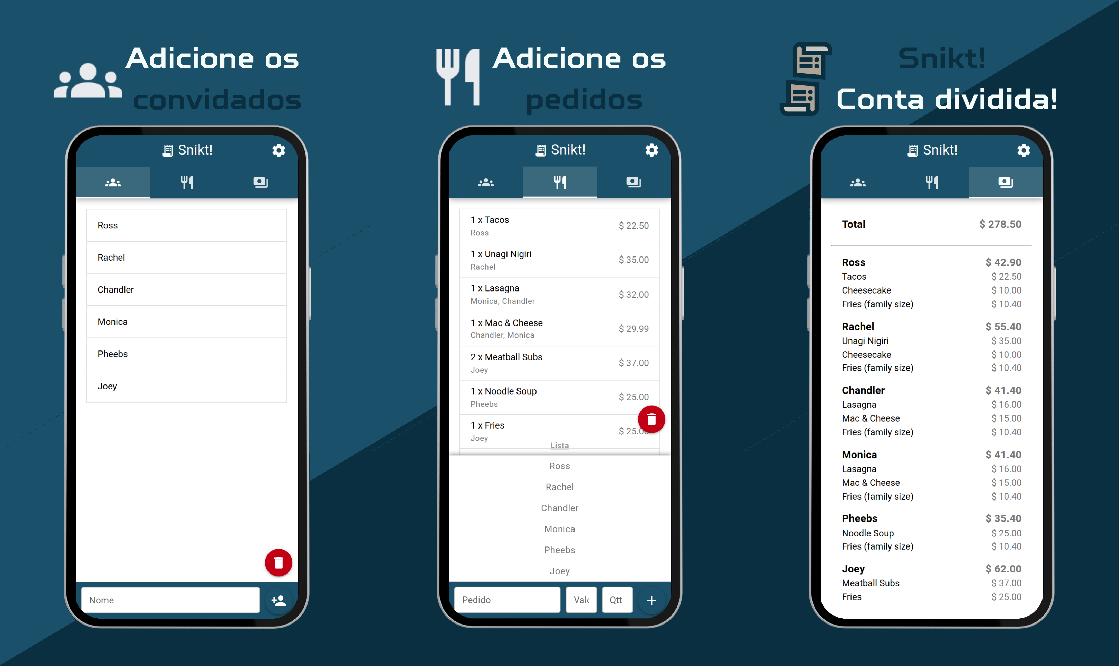 Adicione os
convidados
Snikt!
Ross
Rachel
Chandler
Monica
Pheebs
Joey
Nome
Adicione os
pedidos
Snikt!
1 x Tacos
$ 22.50
Ross
1 x Unagi Nigiri
$ 35.00
Rachel
1 x Lasagna
$ 32.00
Monica, Chandler
1 x Mac & Cheese
$ 29.99
Chandler, Monica
2 x Meatball Subs
$ 37.00
Joey
1 x Noodle Soup
$ 25.00
Pheebs
1 x Fries
$ 25.0
Joey
Lista
Ross
Rachel
Chandler
Monica
Pheebs
Joey
Pedido
Valc
Qtt
Snikt!
Conta dividida!
Snikt!
Total
$ 278.50
Ross
$ 42.90
Tacos
$ 22.50
Cheesecake
$ 10.00
Fries (family size)
$ 10.40
Rachel
$ 55.40
Unagi Nigiri
$ 35.00
Cheesecake
$ 10.00
Fries (family size)
$ 10.40
Chandler
$ 41.40
Lasagna
$ 16.00
Mac & Cheese
$ 15.00
Fries (family size)
$ 10.40
Monica
$ 41.40
Lasagna
$ 16.00
Mac & Cheese
$ 15.00
Fries (family size)
$ 10.40
Pheebs
$ 35.40
Noodle Soup
$ 25.00
Fries (family size)
$ 10.40
Joey
$ 62.00
Meatball Subs
$ 37.00
Fries
$ 25.00